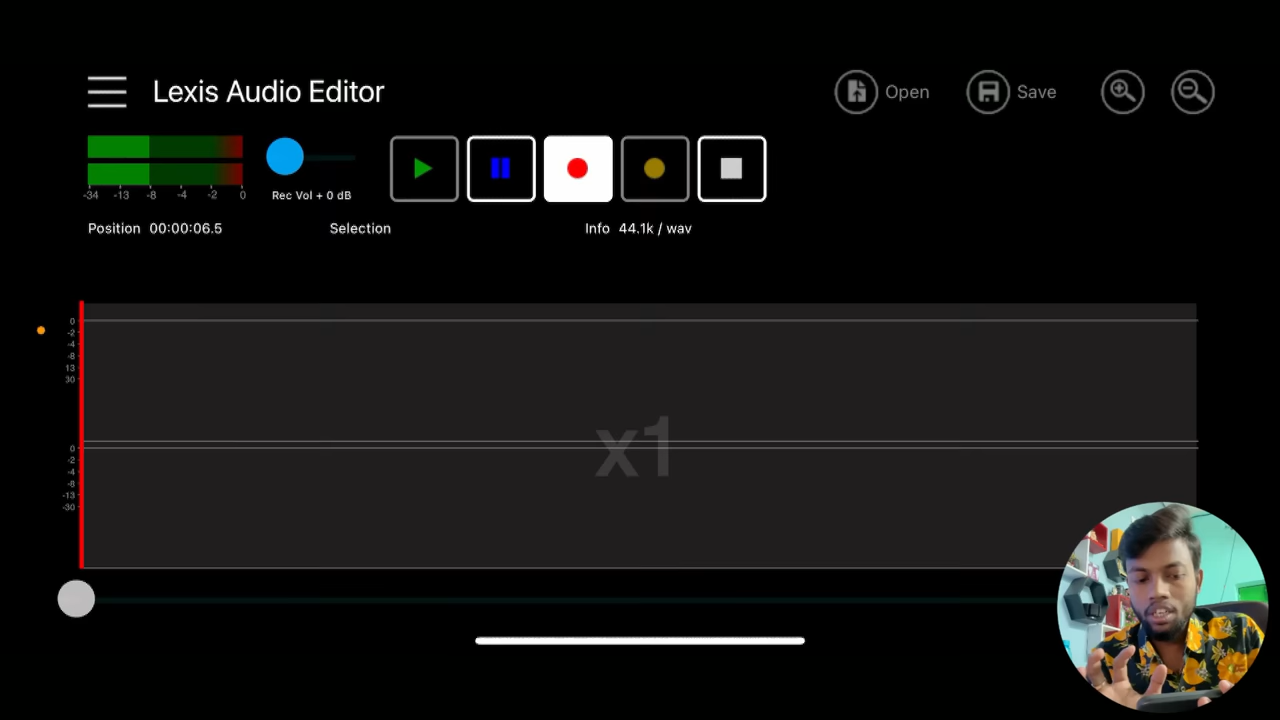 Lexis Audio Editor
Open
Save
-34 -13 -8 -4 -2 0
Rec Vol + 0 dB
Position 00:00:06.5
Selection
Info 44.1k / wav
0
-2
-4
-8
13
30
x1
0
-2
-4
-8
-13
-30